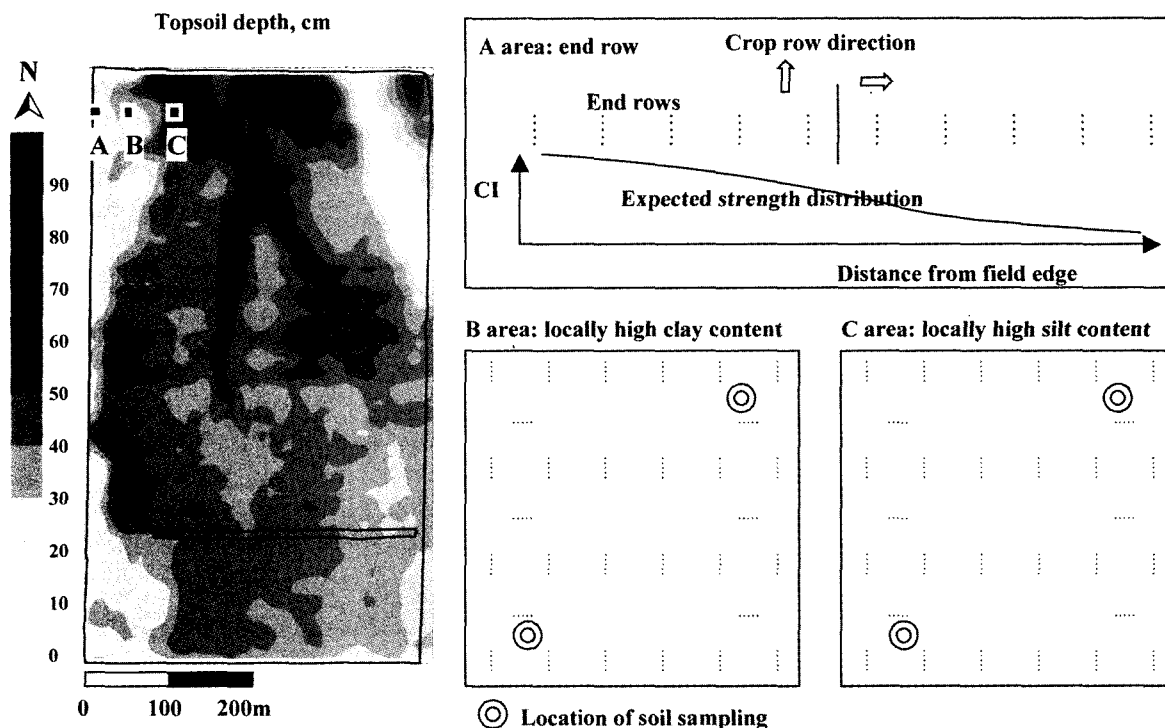 Topsoil depth, cm
N
A B C
90
80
70
60
50
40
30
20
10
0
0 100 200m
A area: end row
Crop row direction
End rows
CI
Expected strength distribution
Distance from field edge
B area: locally high clay content
C area: locally high silt content
Location of soil sampling